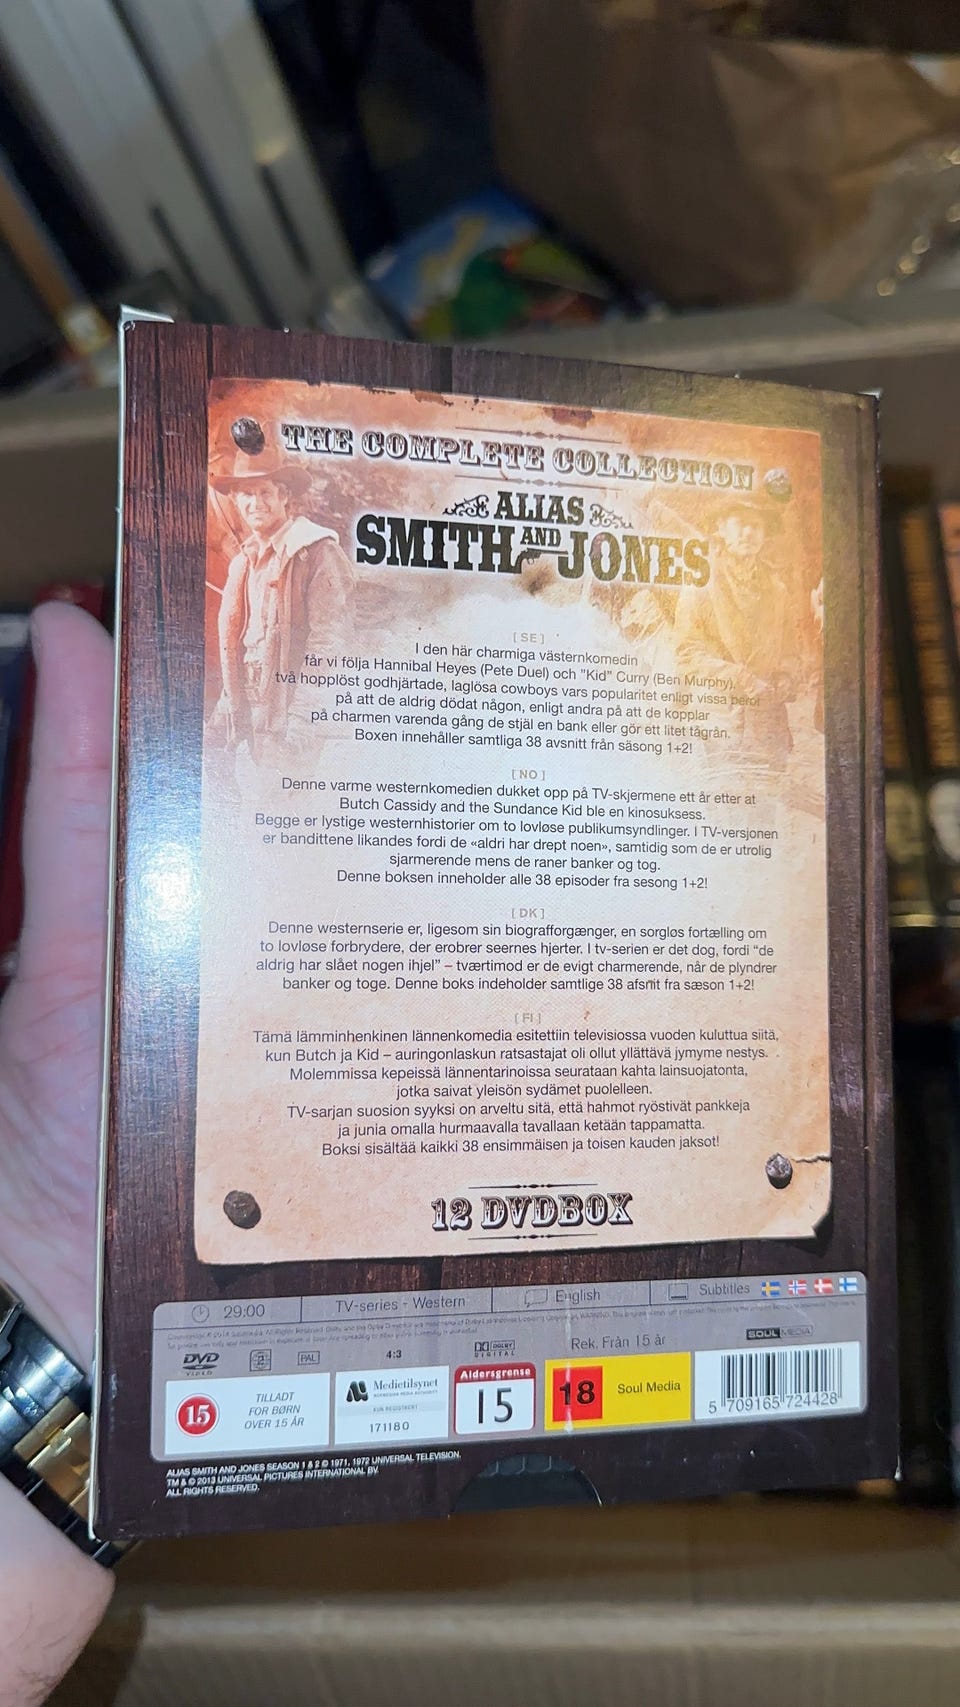 THE COMPLETE COLLECTION
ALIAS
SMITH AND JONES
[SE]
I den här charmiga västernkomedin
får vi följa Hannibal Heyes (Pete Duel) och "Kid" Curry (Ben Murphy),
två hopplöst godhjärtade, laglösa cowboys vars popularitet enligt vissa beror
på att de aldrig dödat någon, enligt andra på att de kopplar
på charmen varenda gång de stjäl en bank eller gör ett litet tågrån.
Boxen innehåller samtliga 38 avsnitt från säsong 1+2!
[NO]
Denne varme westernkomedien dukket opp på TV-skjermene ett år etter at
Butch Cassidy and the Sundance Kid ble en kinosuksess.
Begge er lystige westernhistorier om to lovløse publikumsyndlinger. I TV-versjonen
er bandittene likandes fordi de «aldri har drept noen», samtidig som de er utrolig
sjarmerende mens de raner banker og tog.
Denne boksen inneholder alle 38 episoder fra sesong 1+2!
[DK]
Denne westernserie er, ligesom sin biografforgænger, en sorgløs fortælling om
to lovløse forbrydere, der erobrer seernes hjerter. I tv-serien er det dog, fordi "de
aldrig har slået nogen ihjel" – tværtimod er de evigt charmerende, når de plyndrer
banker og toge. Denne boks indeholder samtlige 38 afsnit fra sæson 1+2!
[FI]
Tämä lämminhenkinen lännenkomedia esitettiin televisiossa vuoden kuluttua siitä,
kun Butch ja Kid – auringonlaskun ratsastajat oli ollut yllättävä jymyme nestys.
Molemmissa kepeissä lännentarinoissa seurataan kahta lainsuojatonta,
jotka saivat yleisön sydämet puolelleen.
TV-sarjan suosion syyksi on arveltu sitä, että hahmot ryöstivät pankkeja
ja junia omalla hurmaavalla tavallaan ketään tappamatta.
Boksi sisältää kaikki 38 ensimmäisen ja toisen kauden jaksot!
12 DVDBOX
29:00 TV-series - Western English Subtitles
SOUL MEDIA
DVD VIDEO PAL 4:3 DOLBY DIGITAL Rek. Från 15 år
15 TILLADT
FOR BØRN
OVER 15 ÅR
Medietilsynet
NORWEGIAN MEDIA AUTHORITY
KUN REGISTRERT
171180
Aldersgrense
15
18 Soul Media
5 709165 724428
ALIAS SMITH AND JONES SEASON 1 & 2 © 1971, 1972 UNIVERSAL TELEVISION.
TM & © 2013 UNIVERSAL PICTURES INTERNATIONAL BV.
ALL RIGHTS RESERVED.